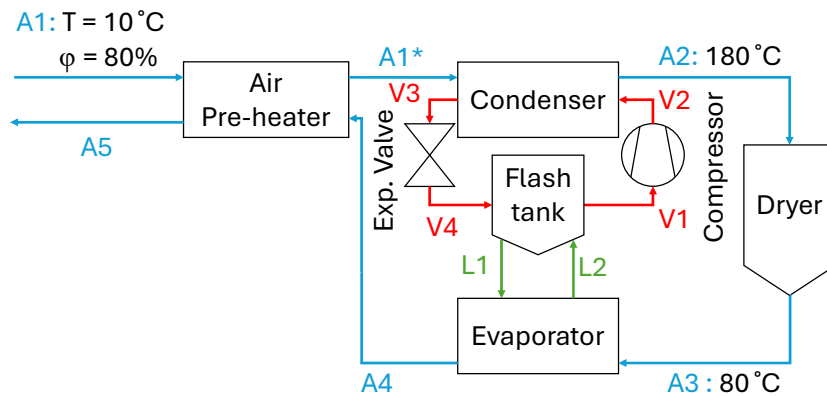 A1: T = 10 °C
φ = 80%
A1*
A2: 180 °C
Air
Pre-heater
V3
Condenser
V2
A5
Exp. Valve
Flash
tank
Compressor
Dryer
V4
V1
L1
L2
Evaporator
A4
A3 : 80 °C